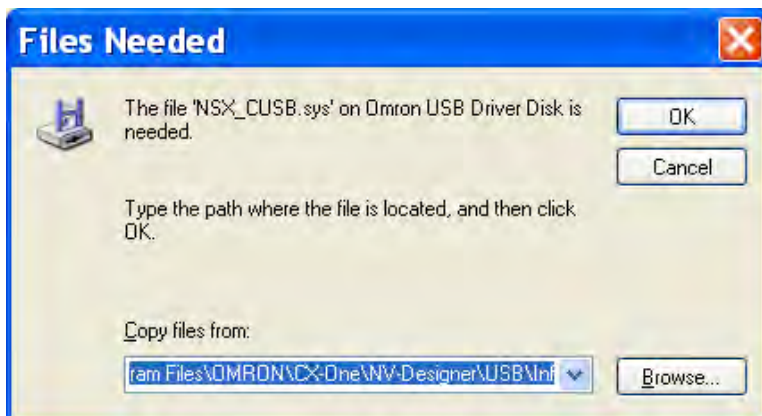 Files Needed
The file 'NSX_CUSB.sys' on Omron USB Driver Disk is
needed.
OK
Cancel
Type the path where the file is located, and then click
OK.
Copy files from:
ram Files\OMRON\CX-One\NV-Designer\USB\Inf
Browse...